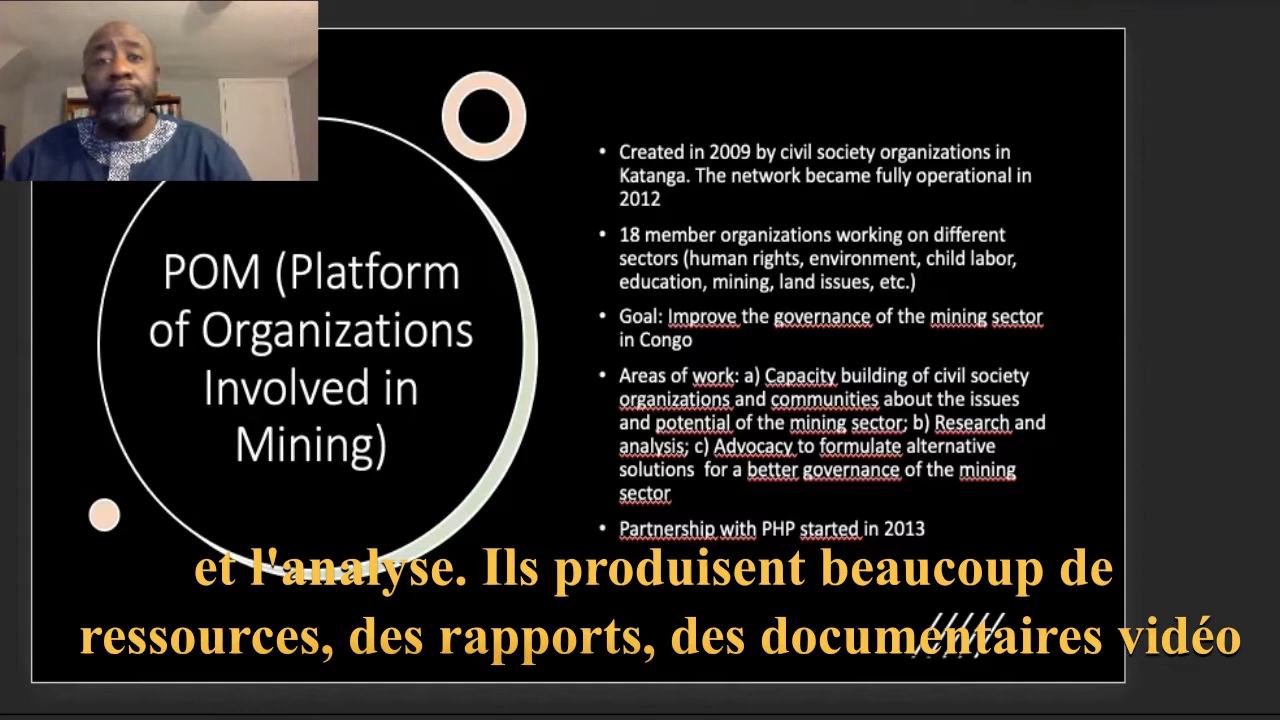 POM (Platform
of Organizations
Involved in
Mining)
• Created in 2009 by civil society organizations in
Katanga. The network became fully operational in
2012
• 18 member organizations working on different
sectors (human rights, environment, child labor,
education, mining, land issues, etc.)
• Goal: Improve the governance of the mining sector
in Congo
• Areas of work: a) Capacity building of civil society
organizations and communities about the issues
and potential of the mining sector; b) Research and
analysis; c) Advocacy to formulate alternative
solutions for a better governance of the mining
sector
• Partnership with PHP started in 2013
et l'analyse. Ils produisent beaucoup de
ressources, des rapports, des documentaires vidéo